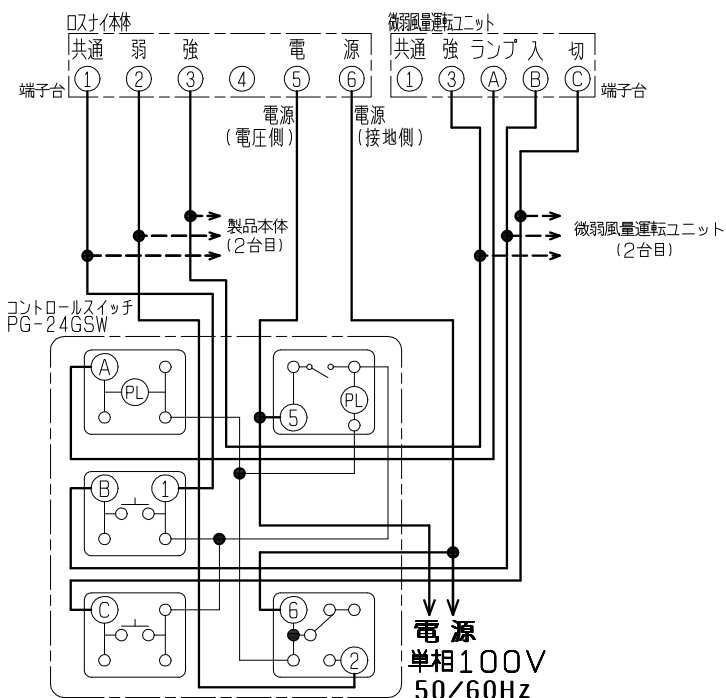 ロスナイ本体
微弱風量運転ユニット
共通 弱 強 電 源
共通 強 ランプ 入 切
① ② ③ ④ ⑤ ⑥
① ③ Ⓐ Ⓑ Ⓒ
端子台
端子台
電源
(電圧側)
電源
(接地側)
製品本体
(2台目)
微弱風量運転ユニット
(2台目)
コントロールスイッチ
PG-24GSW
Ⓐ
PL
PL
⑤
Ⓑ ①
Ⓒ
⑥
②
電 源
単相100V
50/60Hz